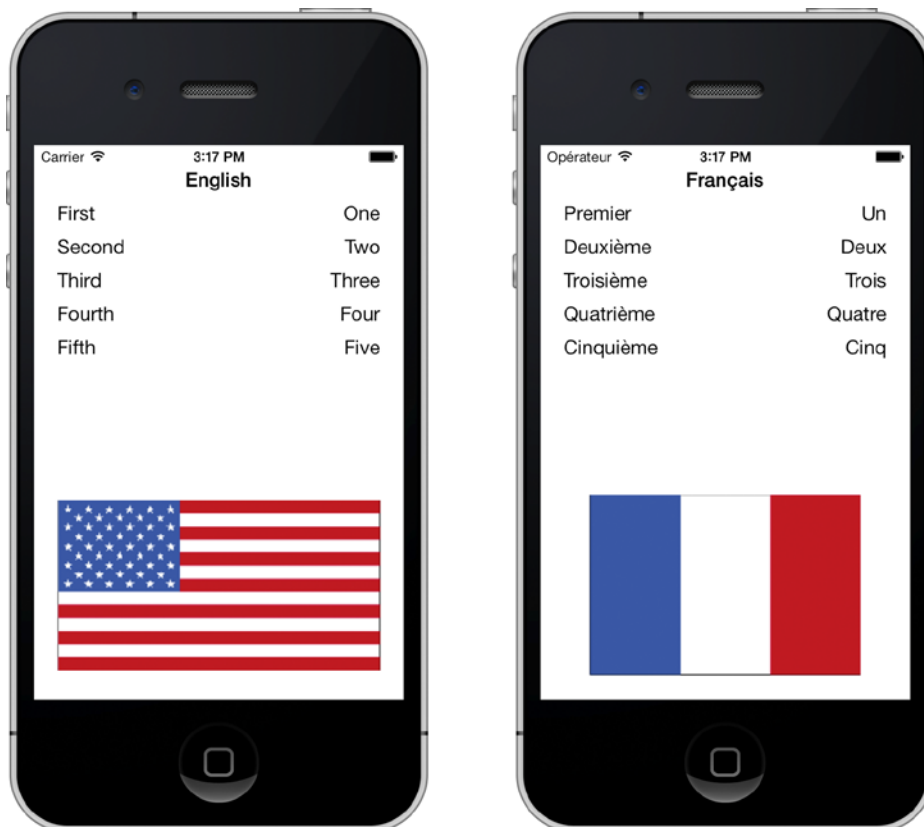 Carrier 3:17 PM
English
First One
Second Two
Third Three
Fourth Four
Fifth Five
Opérateur 3:17 PM
Français
Premier Un
Deuxième Deux
Troisième Trois
Quatrième Quatre
Cinquième Cinq